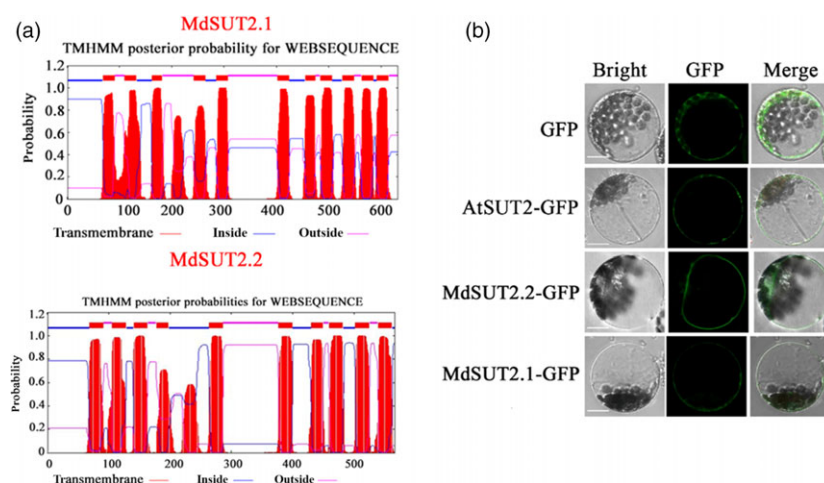 (a)
MdSUT2.1
TMHMM posterior probability for WEBSEQUENCE
1.2
1.0
0.8
0.6
0.4
0.2
0
Probability
0 100 200 300 400 500 600
Transmembrane Inside Outside
MdSUT2.2
TMHMM posterior probabilities for WEBSEQUENCE
1.2
1.0
0.8
0.6
0.4
0.2
0
Probability
0 100 200 300 400 500
Transmembrane Inside Outside
(b)
Bright GFP Merge
GFP
AtSUT2-GFP
MdSUT2.2-GFP
MdSUT2.1-GFP